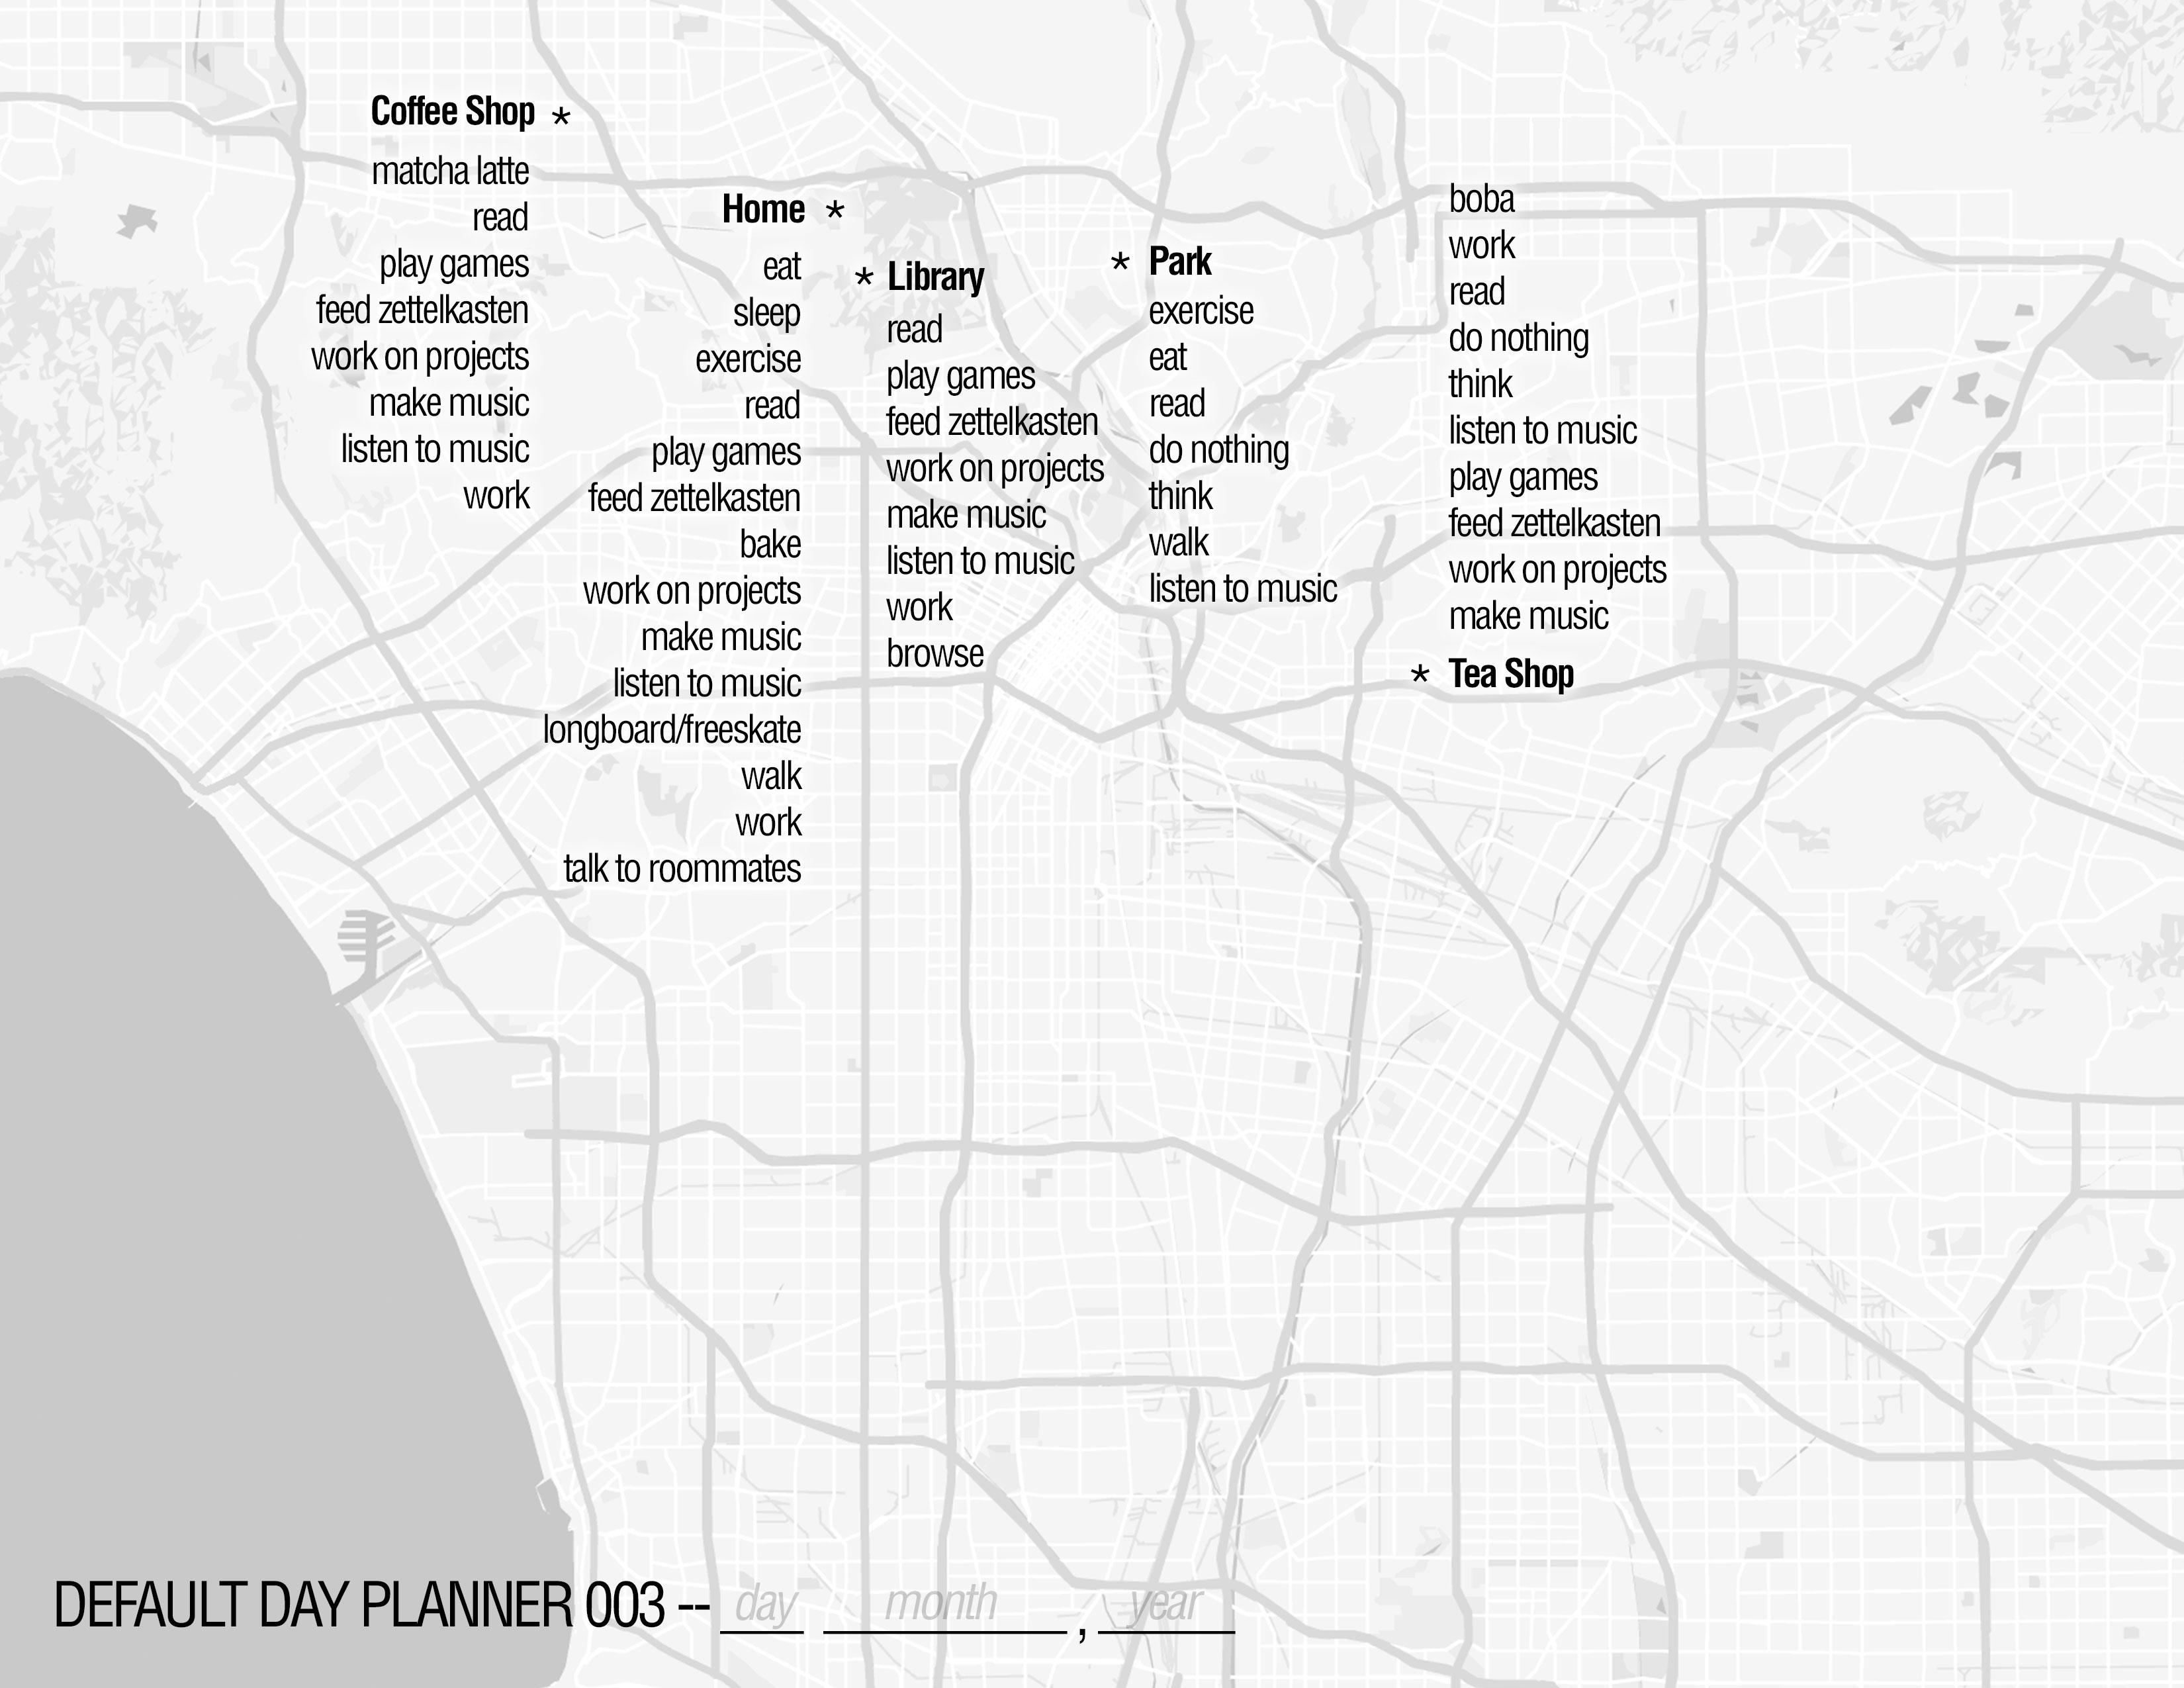 Coffee Shop *
matcha latte
read
play games
feed zettelkasten
work on projects
make music
listen to music
work
Home *
eat
sleep
exercise
read
play games
feed zettelkasten
bake
work on projects
make music
listen to music
longboard/freeskate
walk
work
talk to roommates
* Library
read
play games
feed zettelkasten
work on projects
make music
listen to music
work
browse
* Park
exercise
eat
read
do nothing
think
walk
listen to music
boba
work
read
do nothing
think
listen to music
play games
feed zettelkasten
work on projects
make music
* Tea Shop
DEFAULT DAY PLANNER 003 -- day month , year